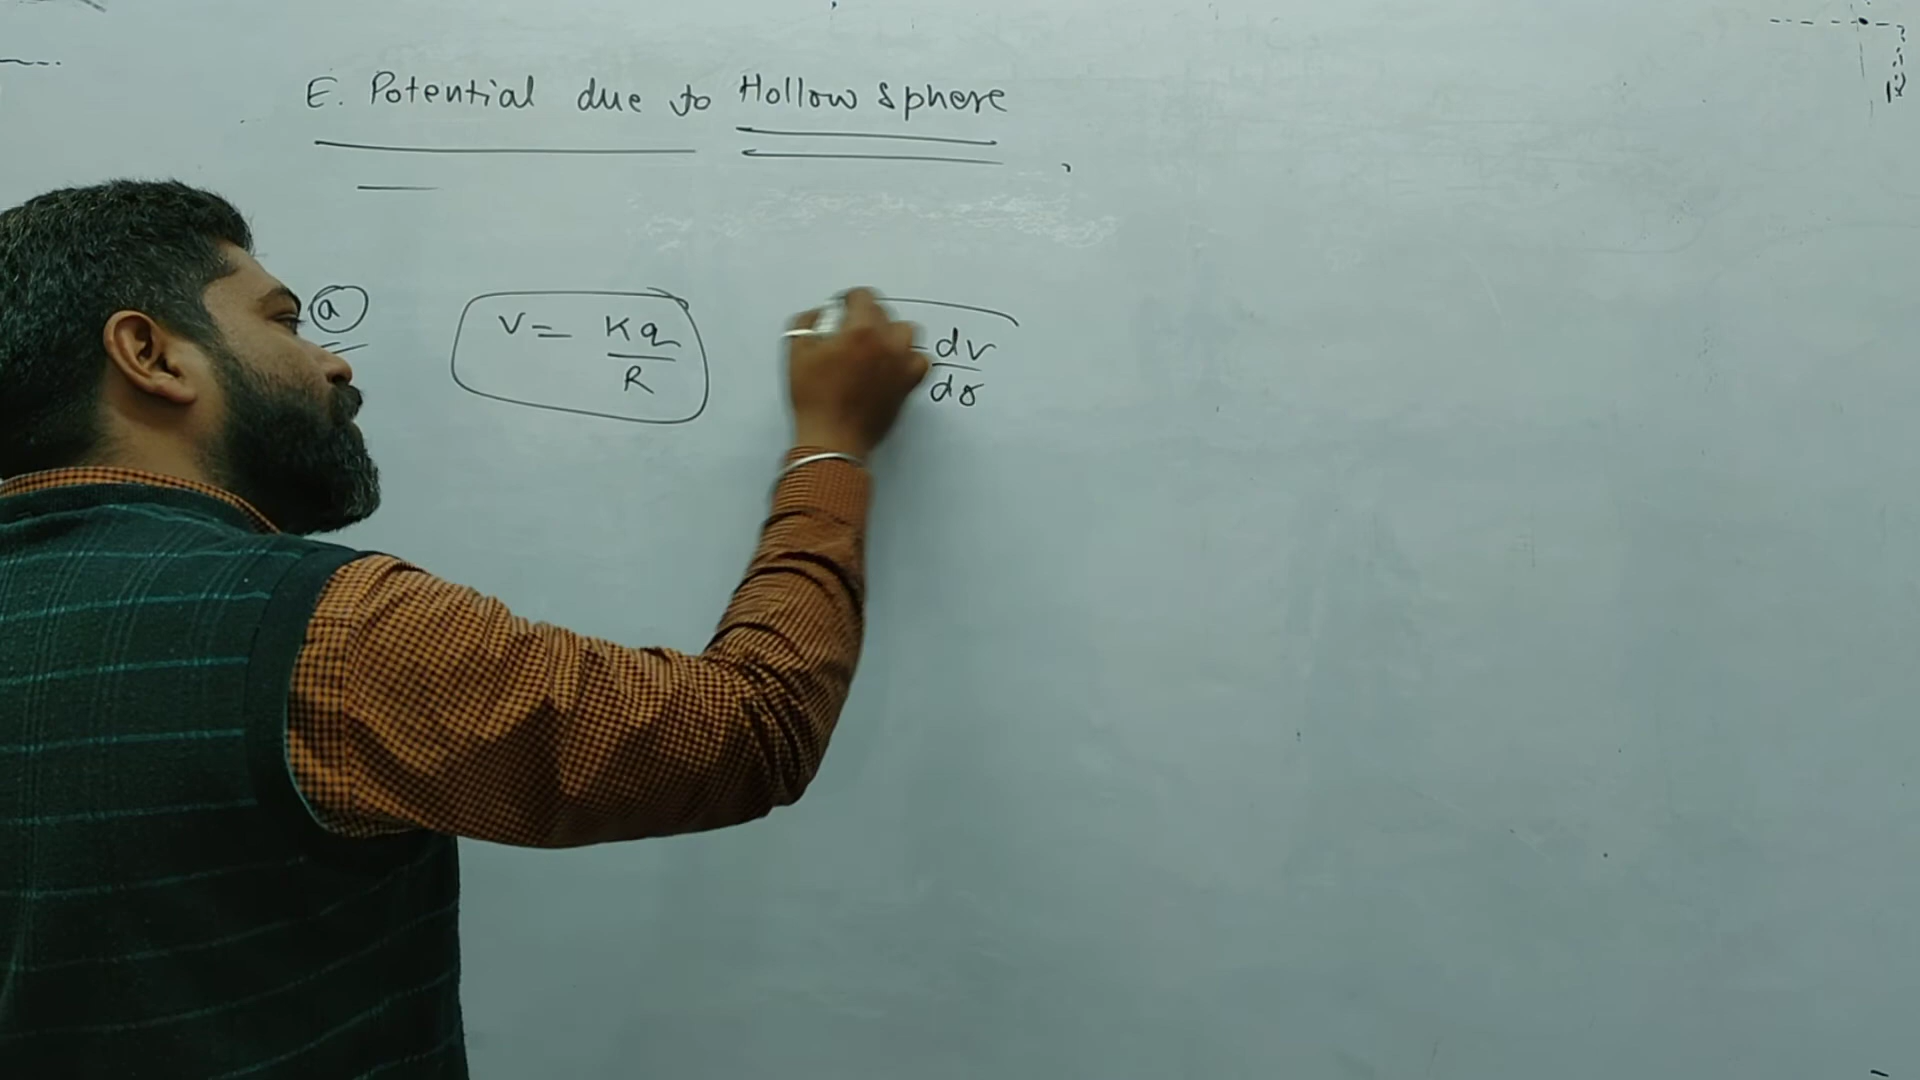 E. Potential due to Hollow sphere
(a) V = Kq/R - dv/dr